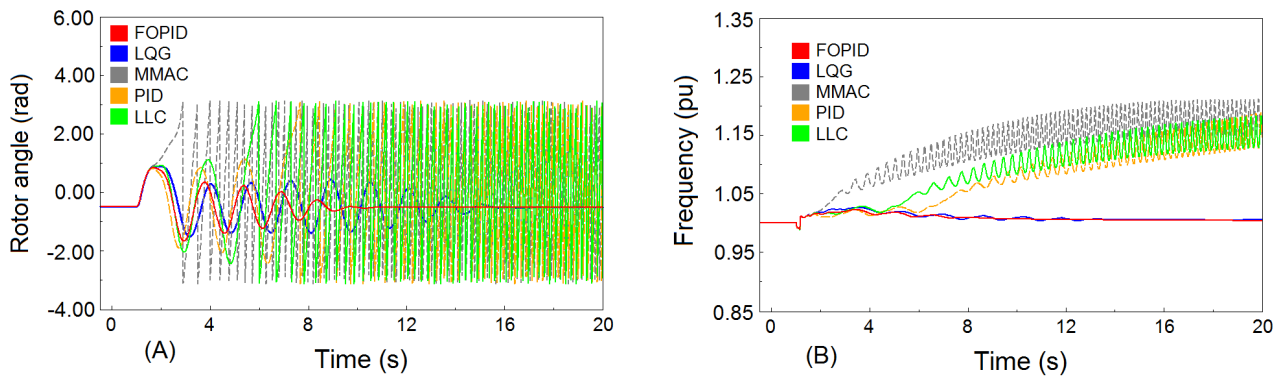 6.00
4.00
2.00
0.00
-2.00
-4.00
Rotor angle (rad)
FOPID
LQG
MMAC
PID
LLC
0
4
6
8
12
16
20
(A)
Time (s)
1.35
1.25
1.15
1.05
0.95
0.85
Frequency (pu)
FOPID
LQG
MMAC
PID
LLC
0
4
8
12
16
20
(B)
Time (s)